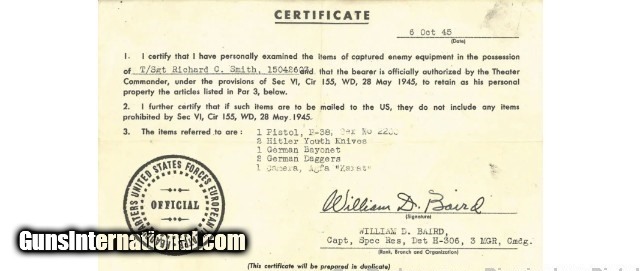 CERTIFICATE
6 Oct 45
(Date)
1. I certify that I have personally examined the items of captured enemy equipment in the possession
of T/Sgt Richard C. Smith, and that the bearer is officially authorized by the Theater
Commander, under the provisions of Sec VI, Cir 155, WD, 28 May 1945, to retain as his personal
property the articles listed in Par 3, below.
2. I further certify that if such items are to be mailed to the US, they do not include any items
prohibited by Sec VI, Cir 155, WD, 28 May 1945.
3. The items referred to are :
1 Pistol, P-38, Ser No
2 Hitler Youth Knives
1 German Bayonet
2 German Daggers
1 Camera, Agfa
UNITED STATES FORCES EUROPEAN
OFFICIAL
William D. Baird
(Signature)
WILLIAM D. BAIRD,
Capt, Spec Res, Det H-306, 3 MGR, Cmdg.
(Rank, Branch and Organization)
GunsInternational.com
(This certificate will be prepared in duplicate)